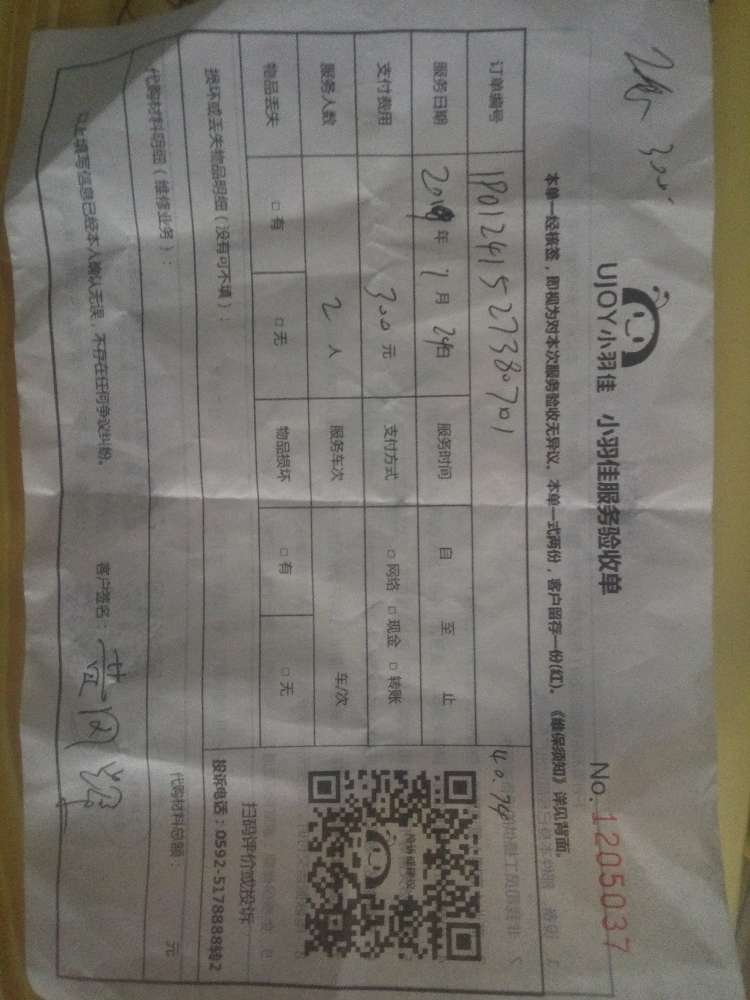 300
UJOY小羽佳 小羽佳服务验收单 No. 1205037
本单一经核签，即视为对本次服务验收无异议。本单一式两份，客户留存一份(红)。《维保须知》详见背面。
订单编号 1801241527380701
服务日期 年 1月24日 服务时间 自 至 止
支付费用 300元 支付方式 □网络 □现金 □转账
服务人数 2人 服务车次 车/次
物品丢失 □有 □无 物品损坏 □有 □无
损坏或丢失物品明细（没有可不填）：
扫码评价或投诉
投诉电话：0592-5178888转2
代购材料明细（维修业务）： 代购材料总额： 元
以上填写信息已经本人确认无误，不存在任何争议纠纷。 客户签名：